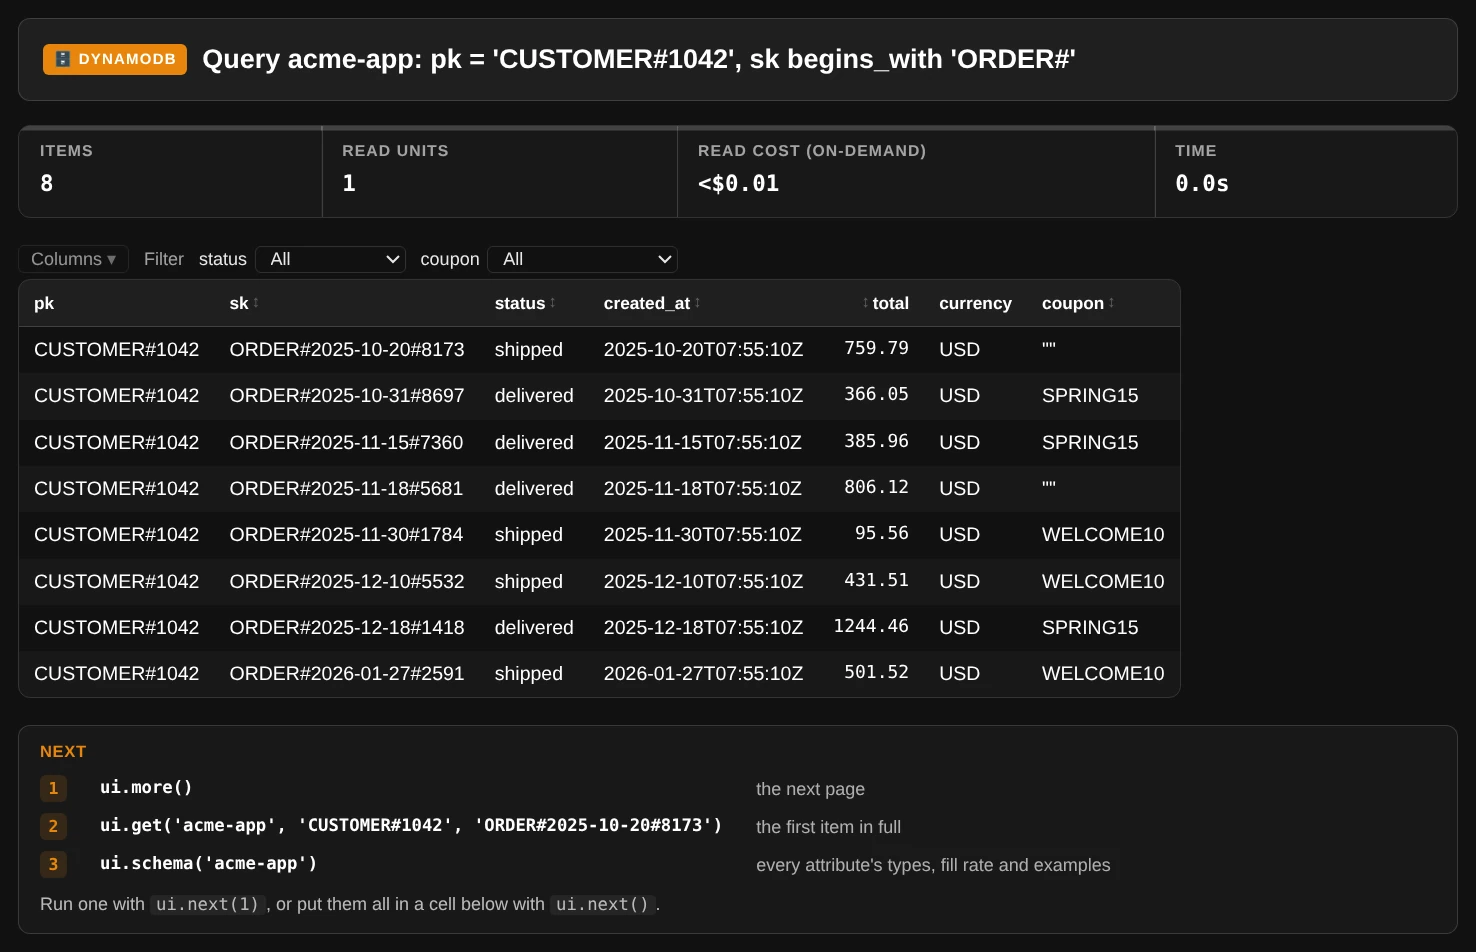 DYNAMODB Query acme-app: pk = 'CUSTOMER#1042', sk begins_with 'ORDER#'
ITEMS READ UNITS READ COST (ON-DEMAND) TIME
8 1 <$0.01 0.0s
Columns ▾ Filter status All coupon All
pk sk ↕ status ↕ created_at ↕ ↕ total currency coupon ↕
CUSTOMER#1042 ORDER#2025-10-20#8173 shipped 2025-10-20T07:55:10Z 759.79 USD ""
CUSTOMER#1042 ORDER#2025-10-31#8697 delivered 2025-10-31T07:55:10Z 366.05 USD SPRING15
CUSTOMER#1042 ORDER#2025-11-15#7360 delivered 2025-11-15T07:55:10Z 385.96 USD SPRING15
CUSTOMER#1042 ORDER#2025-11-18#5681 delivered 2025-11-18T07:55:10Z 806.12 USD ""
CUSTOMER#1042 ORDER#2025-11-30#1784 shipped 2025-11-30T07:55:10Z 95.56 USD WELCOME10
CUSTOMER#1042 ORDER#2025-12-10#5532 shipped 2025-12-10T07:55:10Z 431.51 USD WELCOME10
CUSTOMER#1042 ORDER#2025-12-18#1418 delivered 2025-12-18T07:55:10Z 1244.46 USD SPRING15
CUSTOMER#1042 ORDER#2026-01-27#2591 shipped 2026-01-27T07:55:10Z 501.52 USD WELCOME10
NEXT
1 ui.more() the next page
2 ui.get('acme-app', 'CUSTOMER#1042', 'ORDER#2025-10-20#8173') the first item in full
3 ui.schema('acme-app') every attribute's types, fill rate and examples
Run one with ui.next(1), or put them all in a cell below with ui.next().